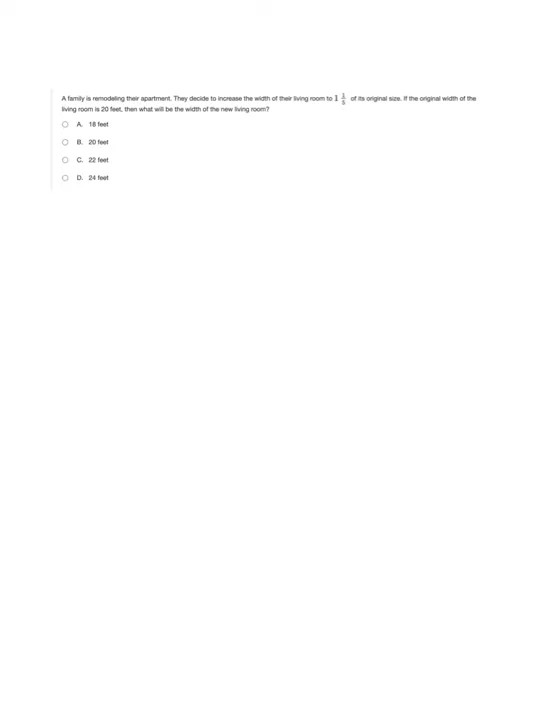 A family is remodeling their apartment. They decide to increase the width of their living room to 1 1/5 of its original size. If the original width of the
living room is 20 feet, then what will be the width of the new living room?
A. 18 feet
B. 20 feet
C. 22 feet
D. 24 feet